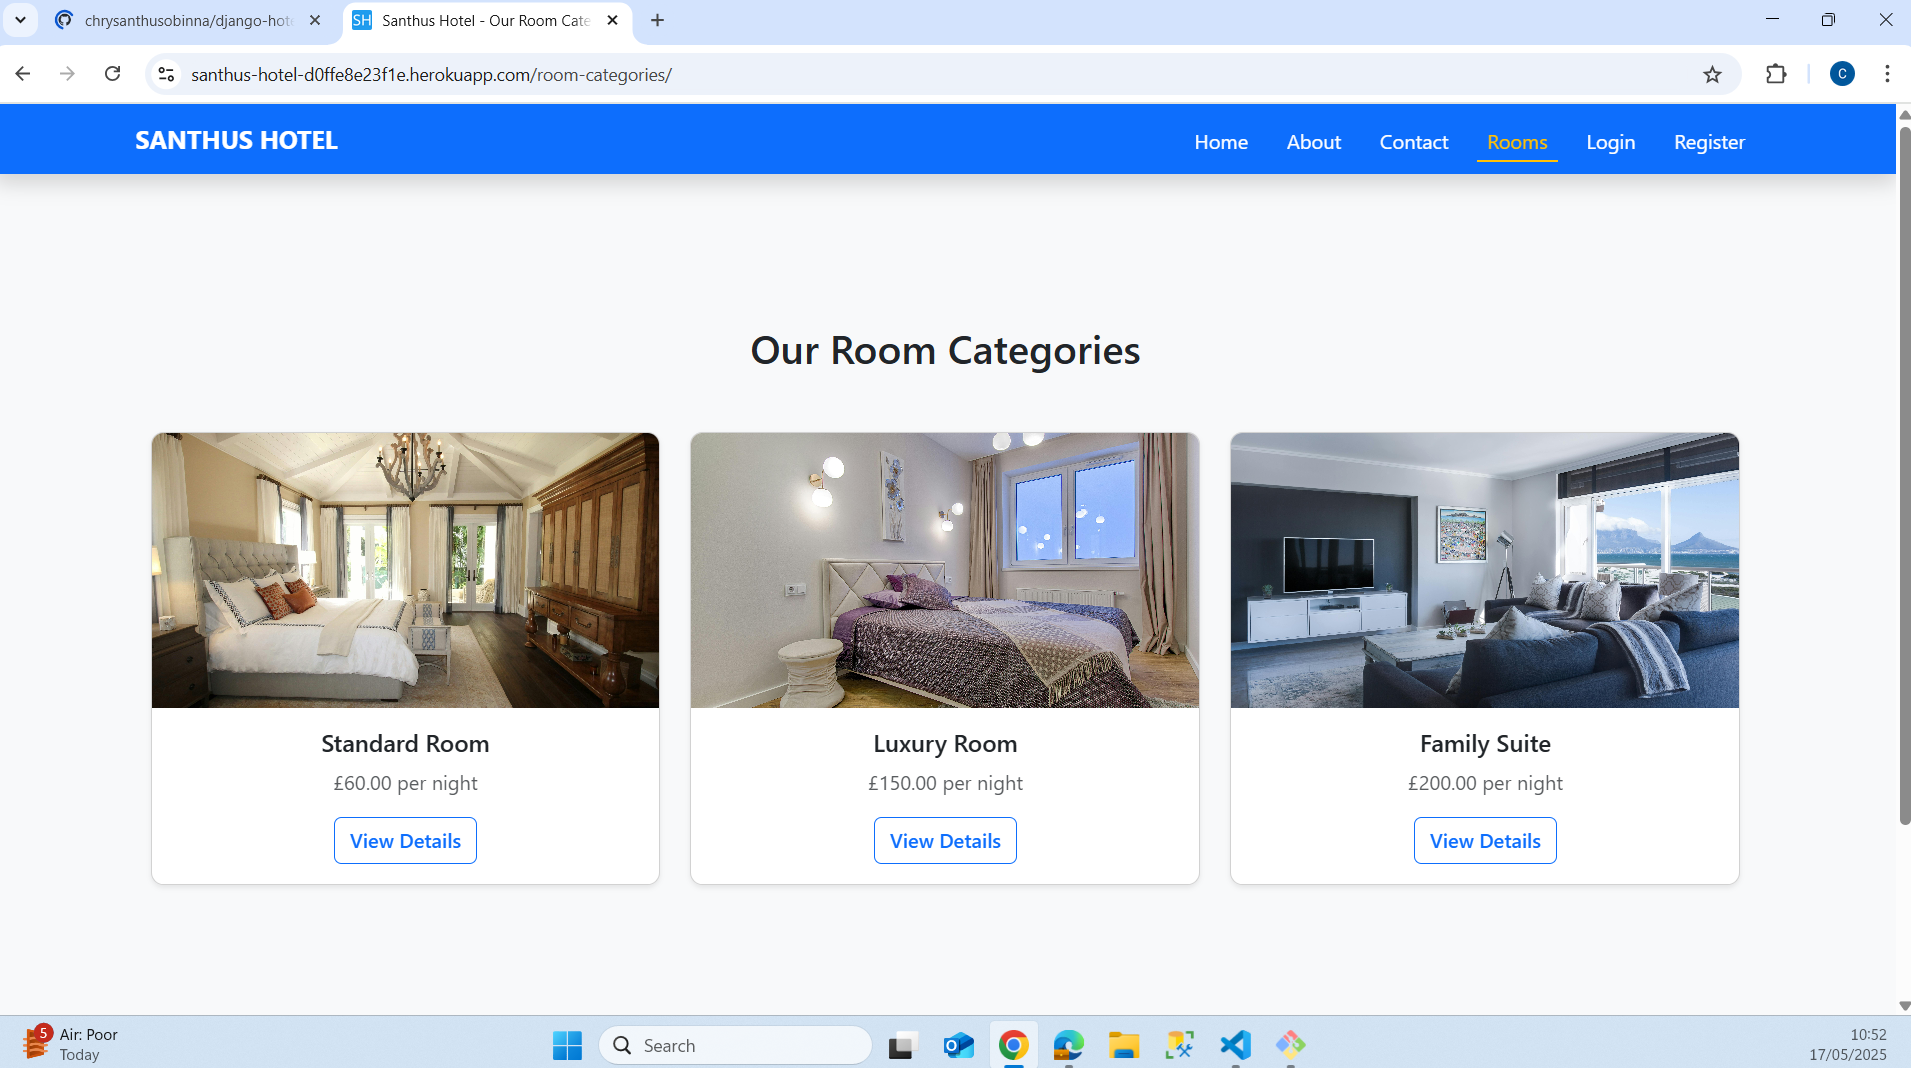 chrysanthusobinna/django-hot
Santhus Hotel - Our Room Cate
santhus-hotel-d0ffe8e23f1e.herokuapp.com/room-categories/
C
SANTHUS HOTEL
Home
About
Contact
Rooms
Login
Register
Our Room Categories
Standard Room
£60.00 per night
View Details
Luxury Room
£150.00 per night
View Details
Family Suite
£200.00 per night
View Details
5
Air: Poor
Today
Search
10:52
17/05/2025
SH